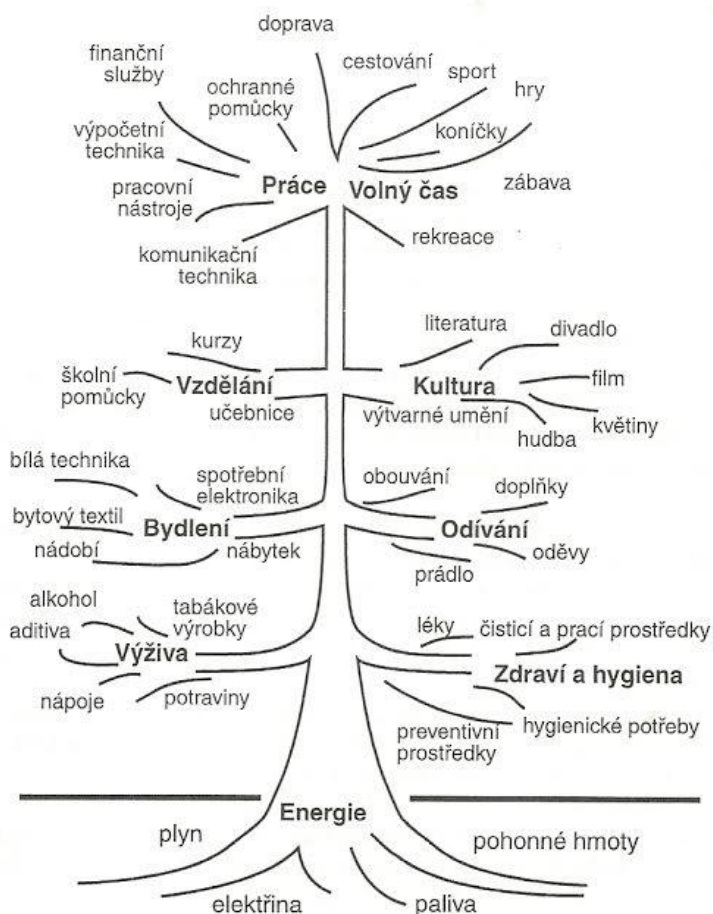 doprava
finanční
služby
cestování
sport
hry
ochranné
pomůcky
koníčky
výpočetní
technika
Práce
Volný čas
zábava
pracovní
nástroje
rekreace
komunikační
technika
literatura
divadlo
kurzy
školní
pomůcky
Vzdělání
Kultura
film
učebnice
výtvarné umění
květiny
hudba
bílá technika
spotřební
elektronika
obouvání
doplňky
bytový textil
Bydlení
Odívání
nádobí
nábytek
oděvy
prádlo
alkohol
tabákové
výrobky
aditiva
léky
čisticí a prací prostředky
Výživa
Zdraví a hygiena
nápoje
potraviny
preventivní
prostředky
hygienické potřeby
Energie
plyn
pohonné hmoty
elektřina
paliva